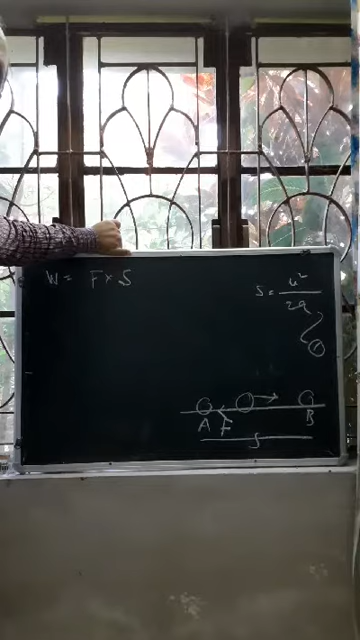 W = F × S
S = u²/2a
①
A F B
S